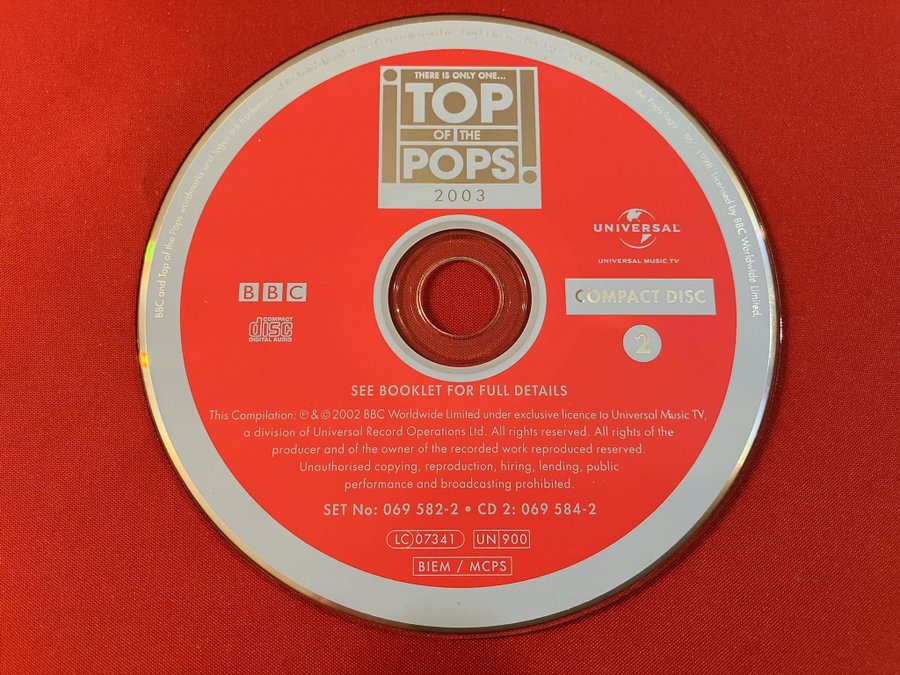 THERE IS ONLY ONE...
TOP
OF THE
POPS!
2003
UNIVERSAL
UNIVERSAL MUSIC TV
BBC
COMPACT
disc
DIGITAL AUDIO
COMPACT DISC
2
SEE BOOKLET FOR FULL DETAILS
This Compilation: ℗ & © 2002 BBC Worldwide Limited under exclusive licence to Universal Music TV,
a division of Universal Record Operations Ltd. All rights reserved. All rights of the
producer and of the owner of the recorded work reproduced reserved.
Unauthorised copying, reproduction, hiring, lending, public
performance and broadcasting prohibited.
SET No: 069 582-2 • CD 2: 069 584-2
LC 07341 UN 900
BIEM / MCPS
BBC and Top of the Pops wordmarks and logos are trademarks of the 1998. Licensed by BBC Worldwide Limited.